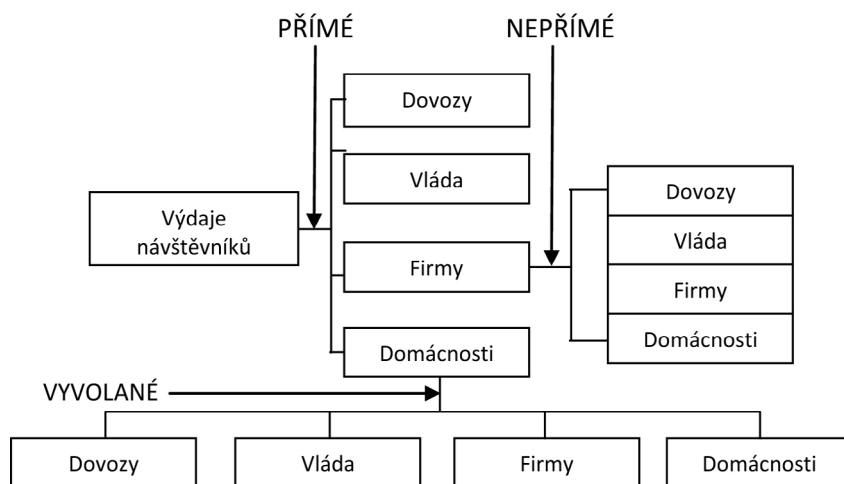 PŘÍMÉ
NEPŘÍMÉ
Dovozy
Vláda
Výdaje
návštěvníků
Firmy
Domácnosti
Dovozy
Vláda
Firmy
Domácnosti
VYVOLANÉ
Dovozy
Vláda
Firmy
Domácnosti